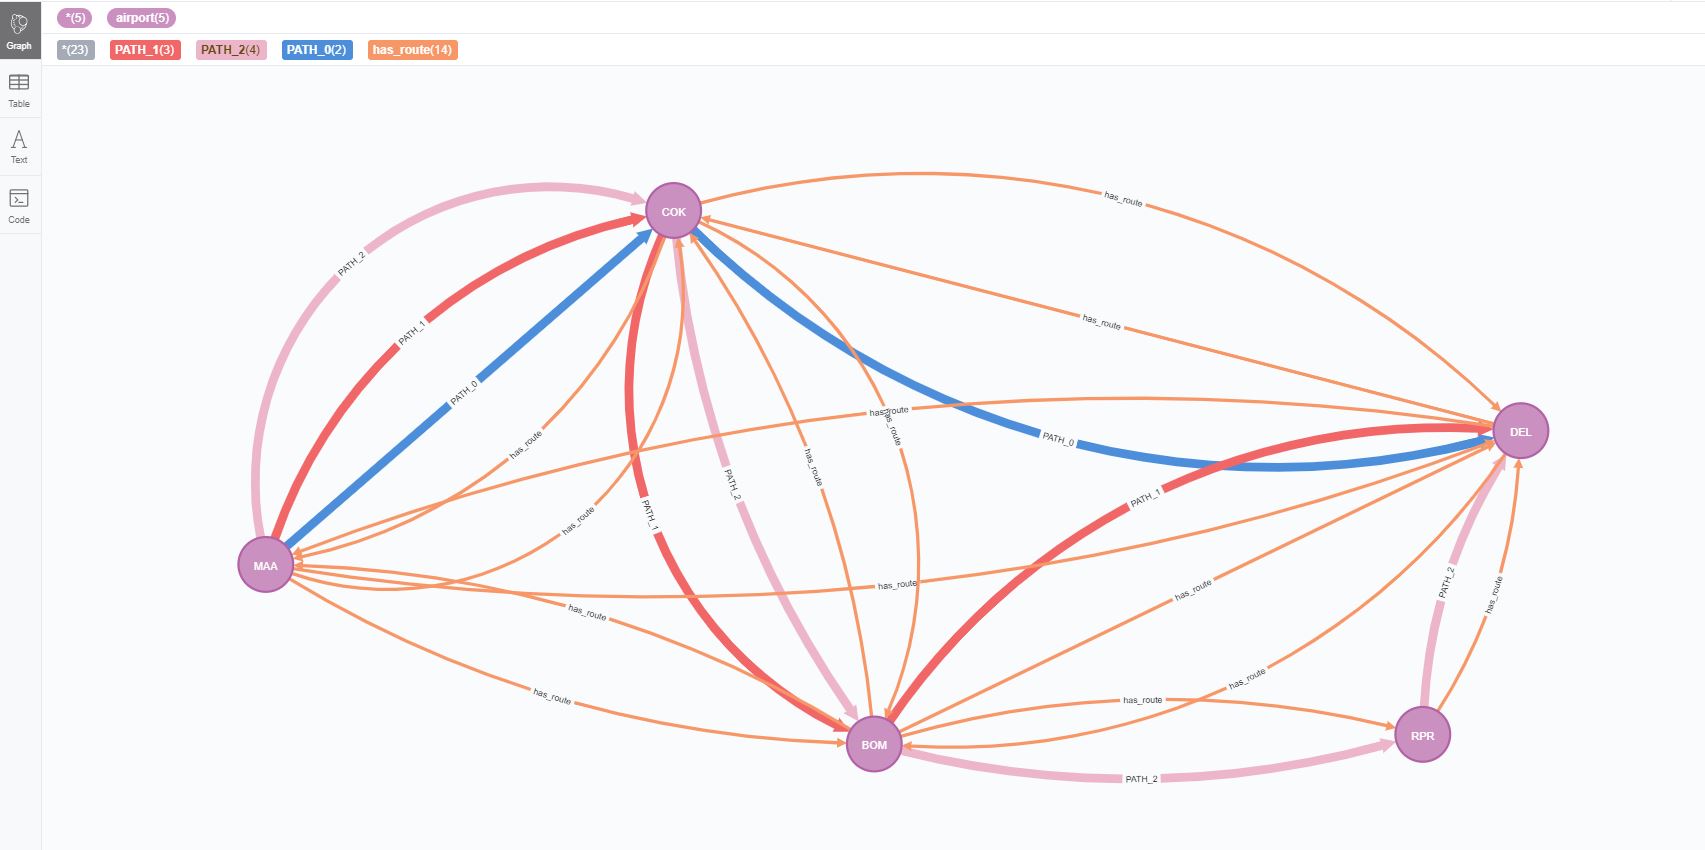 Graph
Table
Text
Code
*(5) airport(5)
*(23) PATH_1(3) PATH_2(4) PATH_0(2) has_route(14)
has_route
COK
PATH_2
has_route
PATH_1
PATH_0
has_route
has_route
DEL
PATH_0
has_route
has_route
has_route
PATH_2
PATH_1
PATH_1
has_route
MAA
has_route
PATH_2
has_route
has_route
has_route
has_route
has_route
has_route
RPR
BOM
PATH_2